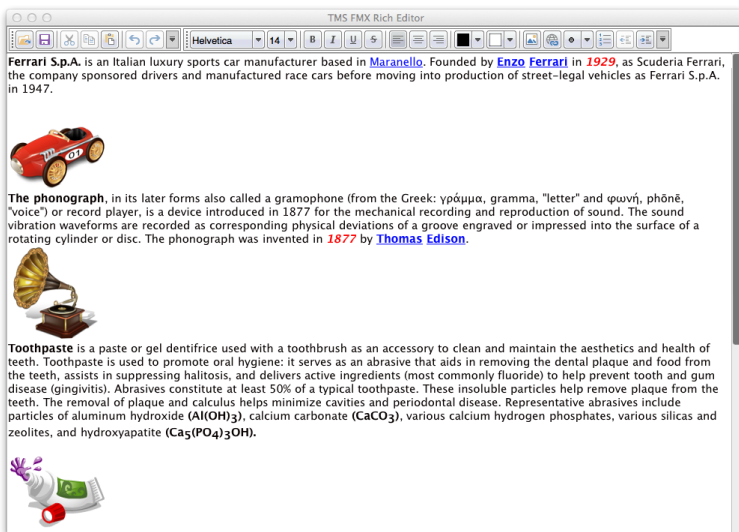 TMS FMX Rich Editor
Helvetica 14 B I U S
Ferrari S.p.A. is an Italian luxury sports car manufacturer based in Maranello. Founded by Enzo Ferrari in 1929, as Scuderia Ferrari,
the company sponsored drivers and manufactured race cars before moving into production of street-legal vehicles as Ferrari S.p.A.
in 1947.
01
The phonograph, in its later forms also called a gramophone (from the Greek: γράμμα, gramma, "letter" and φωνή, phōnē,
"voice") or record player, is a device introduced in 1877 for the mechanical recording and reproduction of sound. The sound
vibration waveforms are recorded as corresponding physical deviations of a groove engraved or impressed into the surface of a
rotating cylinder or disc. The phonograph was invented in 1877 by Thomas Edison.
Toothpaste is a paste or gel dentifrice used with a toothbrush as an accessory to clean and maintain the aesthetics and health of
teeth. Toothpaste is used to promote oral hygiene: it serves as an abrasive that aids in removing the dental plaque and food from
the teeth, assists in suppressing halitosis, and delivers active ingredients (most commonly fluoride) to help prevent tooth and gum
disease (gingivitis). Abrasives constitute at least 50% of a typical toothpaste. These insoluble particles help remove plaque from the
teeth. The removal of plaque and calculus helps minimize cavities and periodontal disease. Representative abrasives include
particles of aluminum hydroxide (Al(OH)3), calcium carbonate (CaCO3), various calcium hydrogen phosphates, various silicas and
zeolites, and hydroxyapatite (Ca5(PO4)3OH).